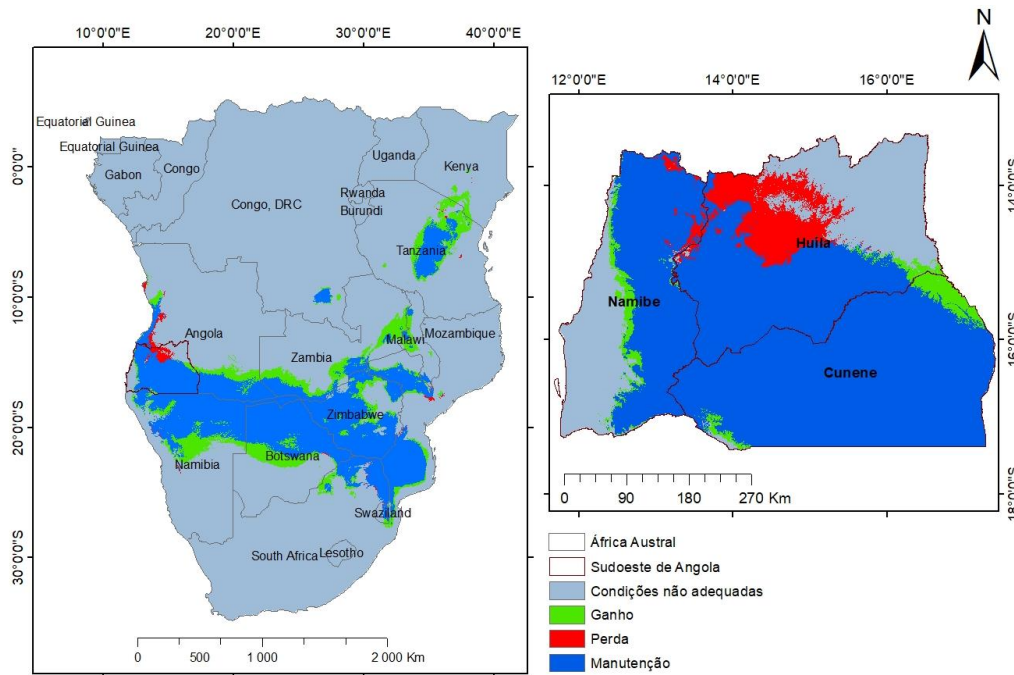 10°0'0"E 20°0'0"E 30°0'0"E 40°0'0"E
0°0'0"
10°0'0"S
20°0'0"S
30°0'0"S
Equatorial Guinea
Equatorial Guinea
Gabon
Congo
Uganda
Kenya
Congo, DRC
Rwanda
Burundi
Tanzania
Angola
Malawi
Mozambique
Zambia
Zimbabwe
Namibia
Botswana
Swaziland
South Africa
Lesotho
0 500 1 000 2 000 Km
N
12°0'0"E 14°0'0"E 16°0'0"E
14°0'0"S
16°0'0"S
18°0'0"S
Huíla
Namibe
Cunene
0 90 180 270 Km
África Austral
Sudoeste de Angola
Condições não adequadas
Ganho
Perda
Manutenção